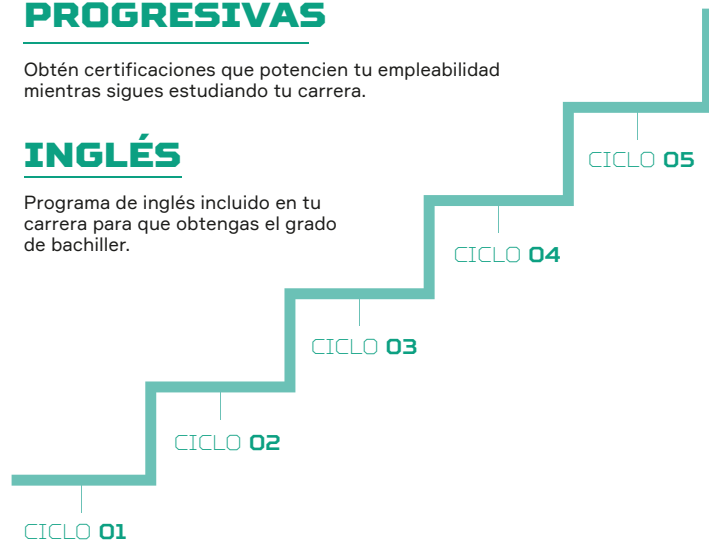 PROGRESIVAS
Obtén certificaciones que potencien tu empleabilidad
mientras sigues estudiando tu carrera.
INGLÉS
Programa de inglés incluido en tu
carrera para que obtengas el grado
de bachiller.
CICLO 05
CICLO 04
CICLO 03
CICLO 02
CICLO 01